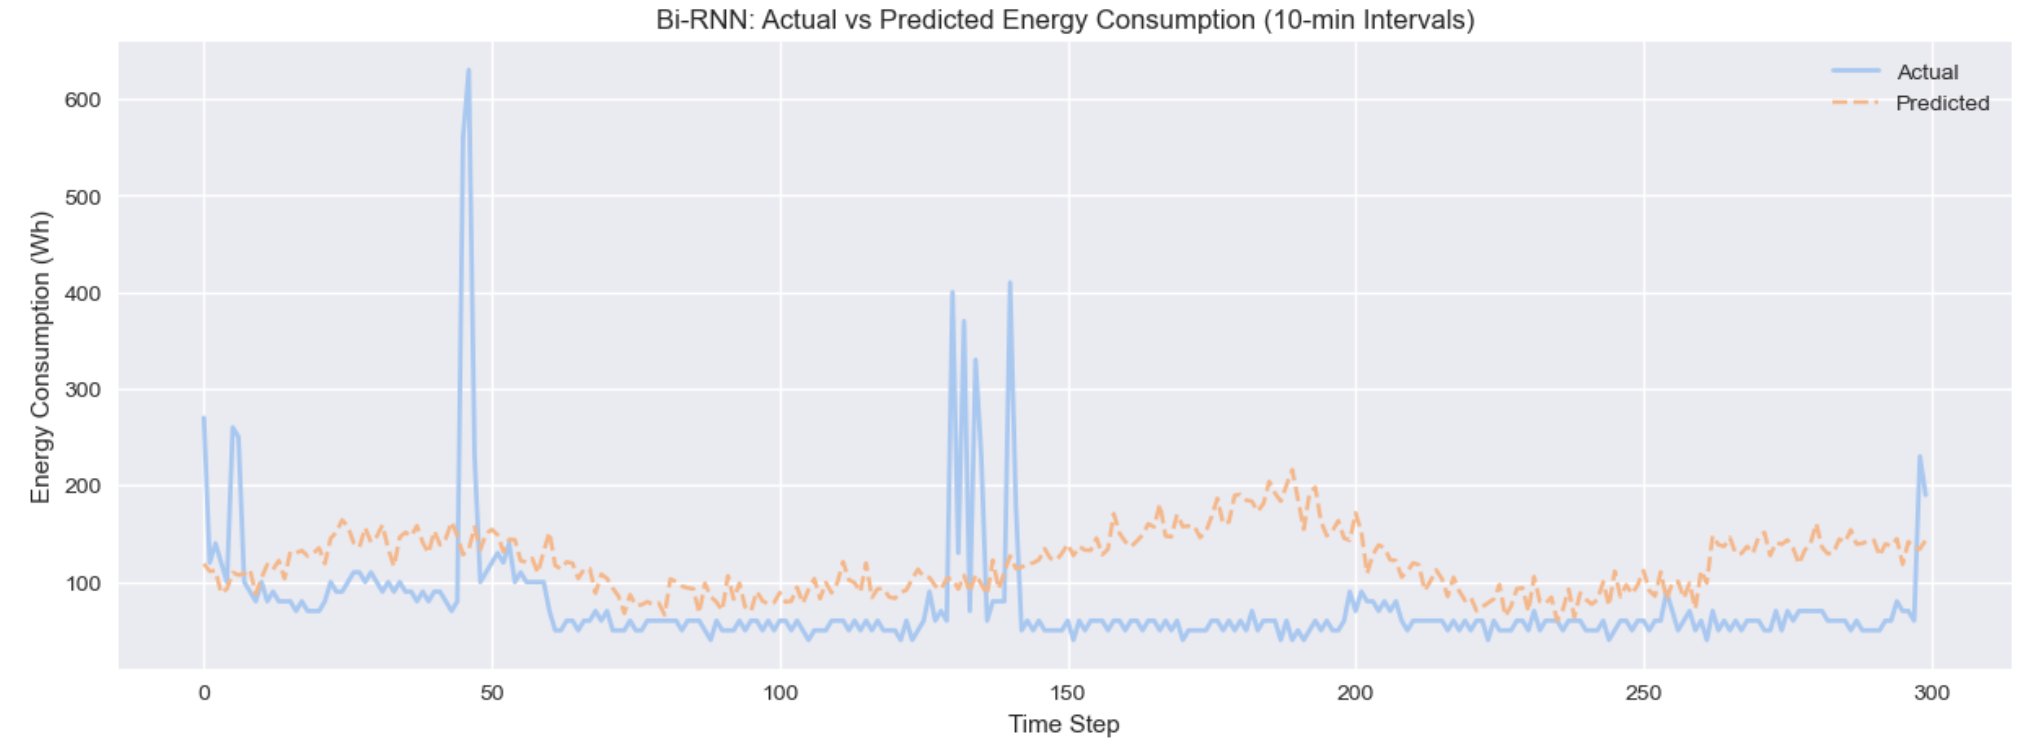 Bi-RNN: Actual vs Predicted Energy Consumption (10-min Intervals)
Actual
Predicted
Energy Consumption (Wh)
600
500
400
300
200
100
0
50
100
150
200
250
300
Time Step